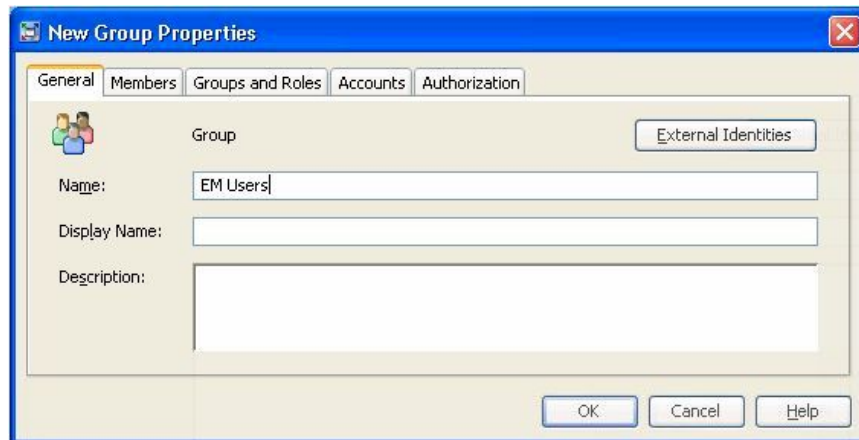 New Group Properties
General Members Groups and Roles Accounts Authorization
Group External Identities
Name: EM Users
Display Name:
Description:
OK Cancel Help